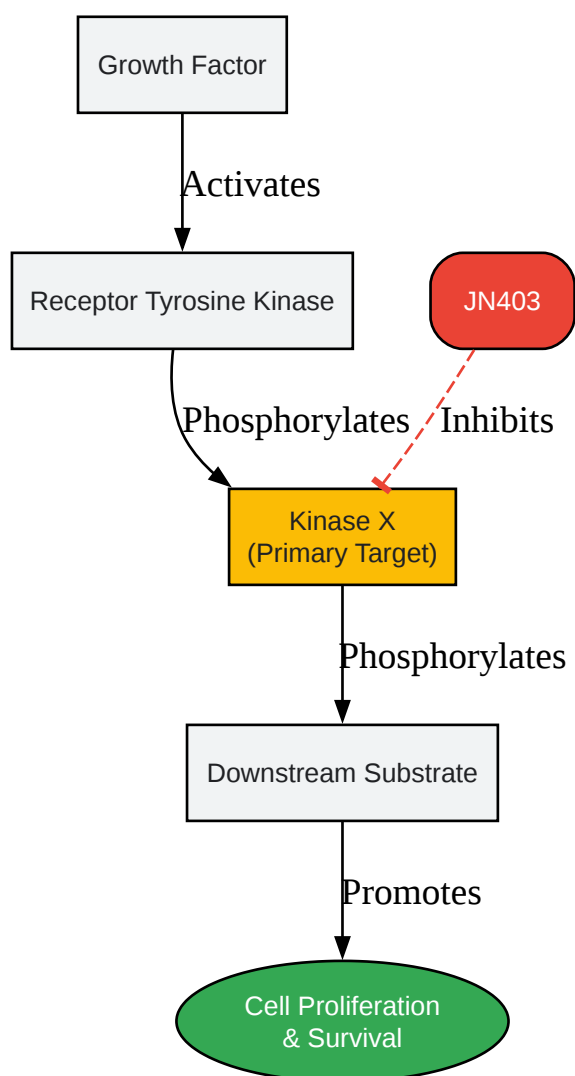 Growth Factor
Activates
Receptor Tyrosine Kinase
JN403
Phosphorylates
Inhibits
Kinase X
(Primary Target)
Phosphorylates
Downstream Substrate
Promotes
Cell Proliferation
& Survival